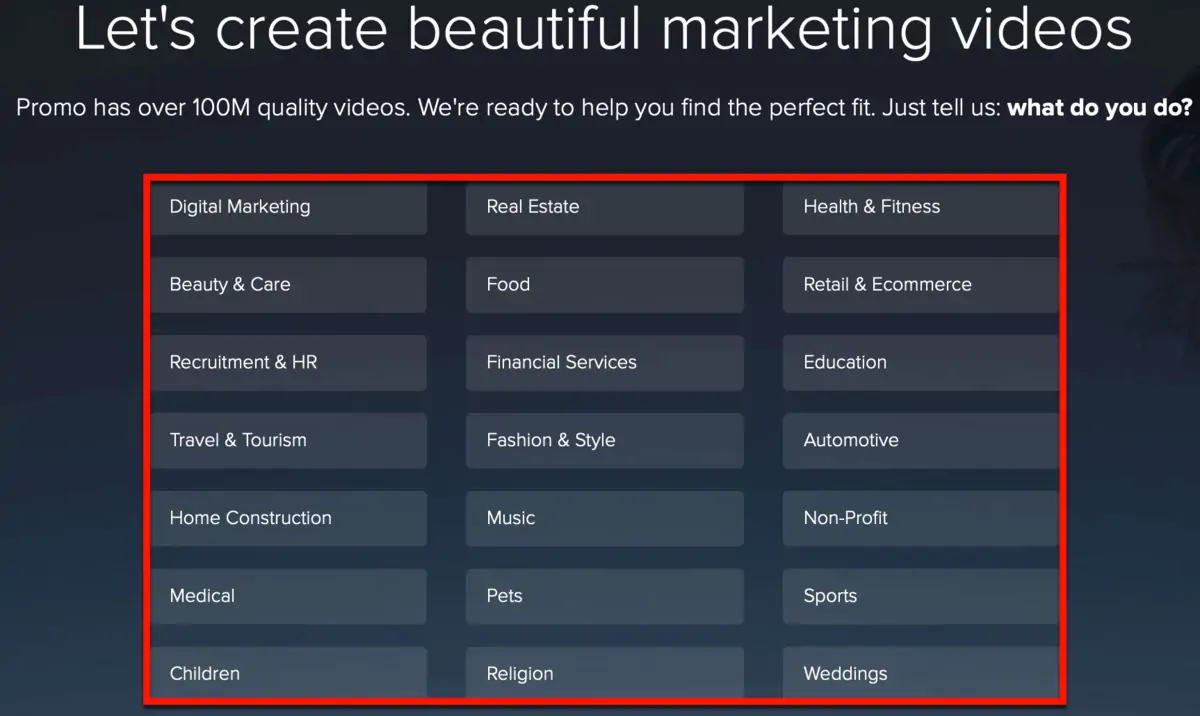 Let's create beautiful marketing videos
Promo has over 100M quality videos. We're ready to help you find the perfect fit. Just tell us: what do you do?
Digital Marketing
Real Estate
Health & Fitness
Beauty & Care
Food
Retail & Ecommerce
Recruitment & HR
Financial Services
Education
Travel & Tourism
Fashion & Style
Automotive
Home Construction
Music
Non-Profit
Medical
Pets
Sports
Children
Religion
Weddings